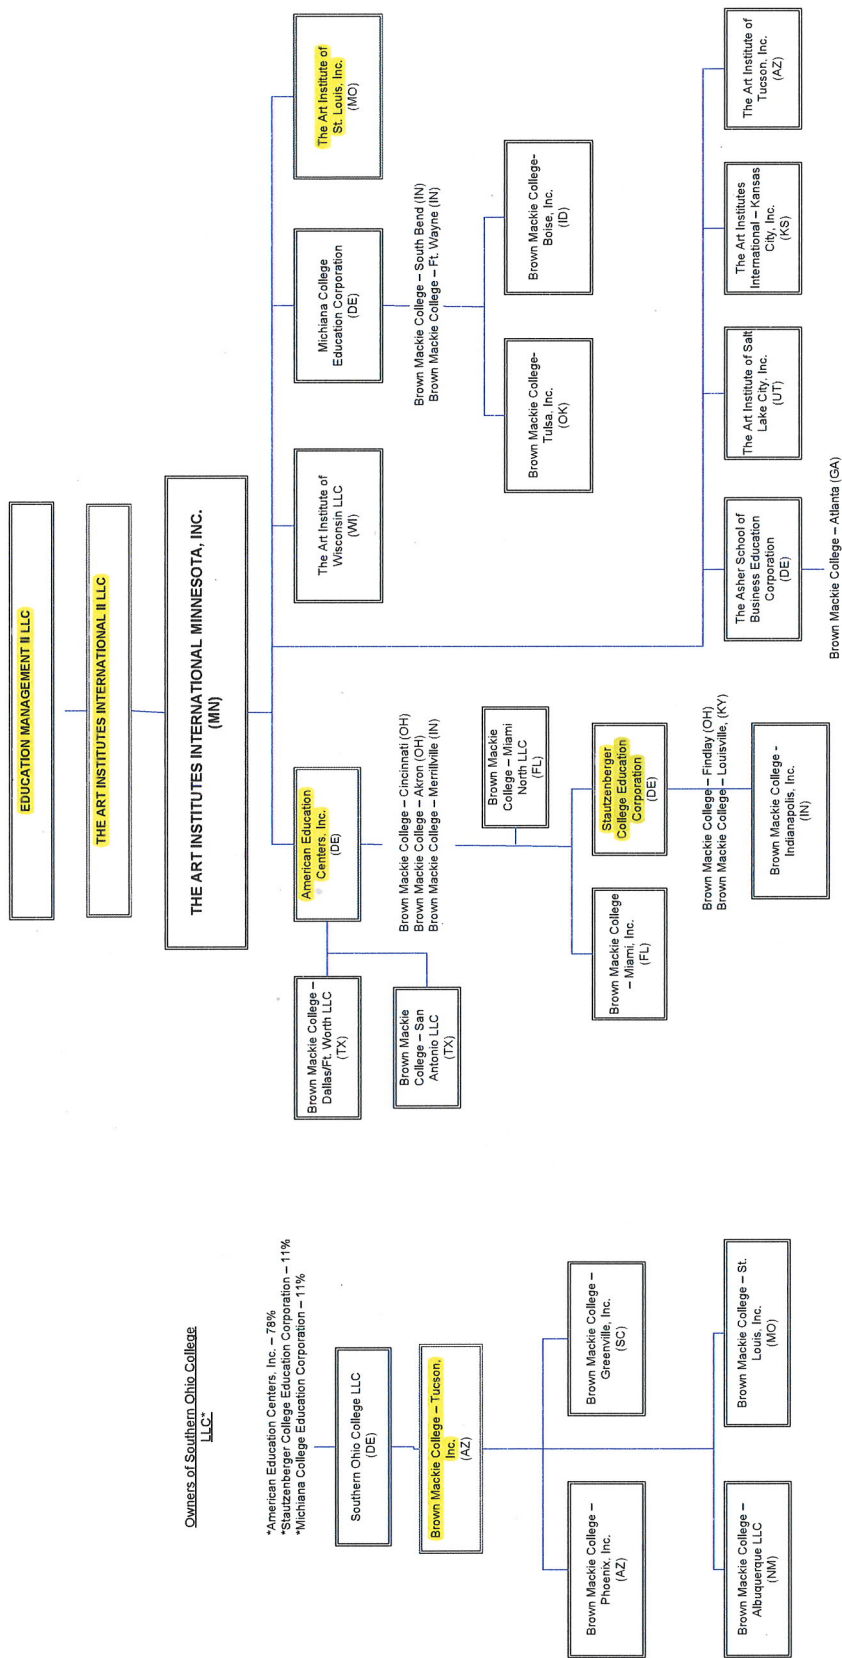 EDUCATION MANAGEMENT II LLC
THE ART INSTITUTES INTERNATIONAL II LLC
THE ART INSTITUTES INTERNATIONAL MINNESOTA, INC.
(MN)
Owners of Southern Ohio College
LLC*
*American Education Centers, Inc. – 78%
*Stautzenberger College Education Corporation – 11%
*Michiana College Education Corporation – 11%
Southern Ohio College LLC
(DE)
Brown Mackie College – Tucson,
Inc.
(AZ)
Brown Mackie College –
Phoenix, Inc.
(AZ)
Brown Mackie College –
Greenville, Inc.
(SC)
Brown Mackie College –
Albuquerque LLC
(NM)
Brown Mackie College – St.
Louis, Inc.
(MO)
Brown Mackie College –
Dallas/Ft. Worth LLC
(TX)
Brown Mackie
College – San
Antonio LLC
(TX)
American Education
Centers, Inc.
(DE)
Brown Mackie College – Cincinnati (OH)
Brown Mackie College – Akron (OH)
Brown Mackie College – Merrillville (IN)
Brown Mackie
College – Miami
North LLC
(FL)
Brown Mackie College
– Miami, Inc.
(FL)
Stautzenberger
College Education
Corporation
(DE)
Brown Mackie College – Findlay (OH)
Brown Mackie College – Louisville, (KY)
Brown Mackie College -
Indianapolis, Inc.
(IN)
The Art Institute of
Wisconsin LLC
(WI)
Michiana College
Education Corporation
(DE)
Brown Mackie College – South Bend (IN)
Brown Mackie College – Ft. Wayne (IN)
Brown Mackie College-
Tulsa, Inc.
(OK)
Brown Mackie College-
Boise, Inc.
(ID)
The Art Institute of
St. Louis, Inc.
(MO)
The Asher School of
Business Education
Corporation
(DE)
Brown Mackie College – Atlanta (GA)
The Art Institute of Salt
Lake City, Inc.
(UT)
The Art Institutes
International – Kansas
City, Inc.
(KS)
The Art Institute of
Tucson, Inc.
(AZ)